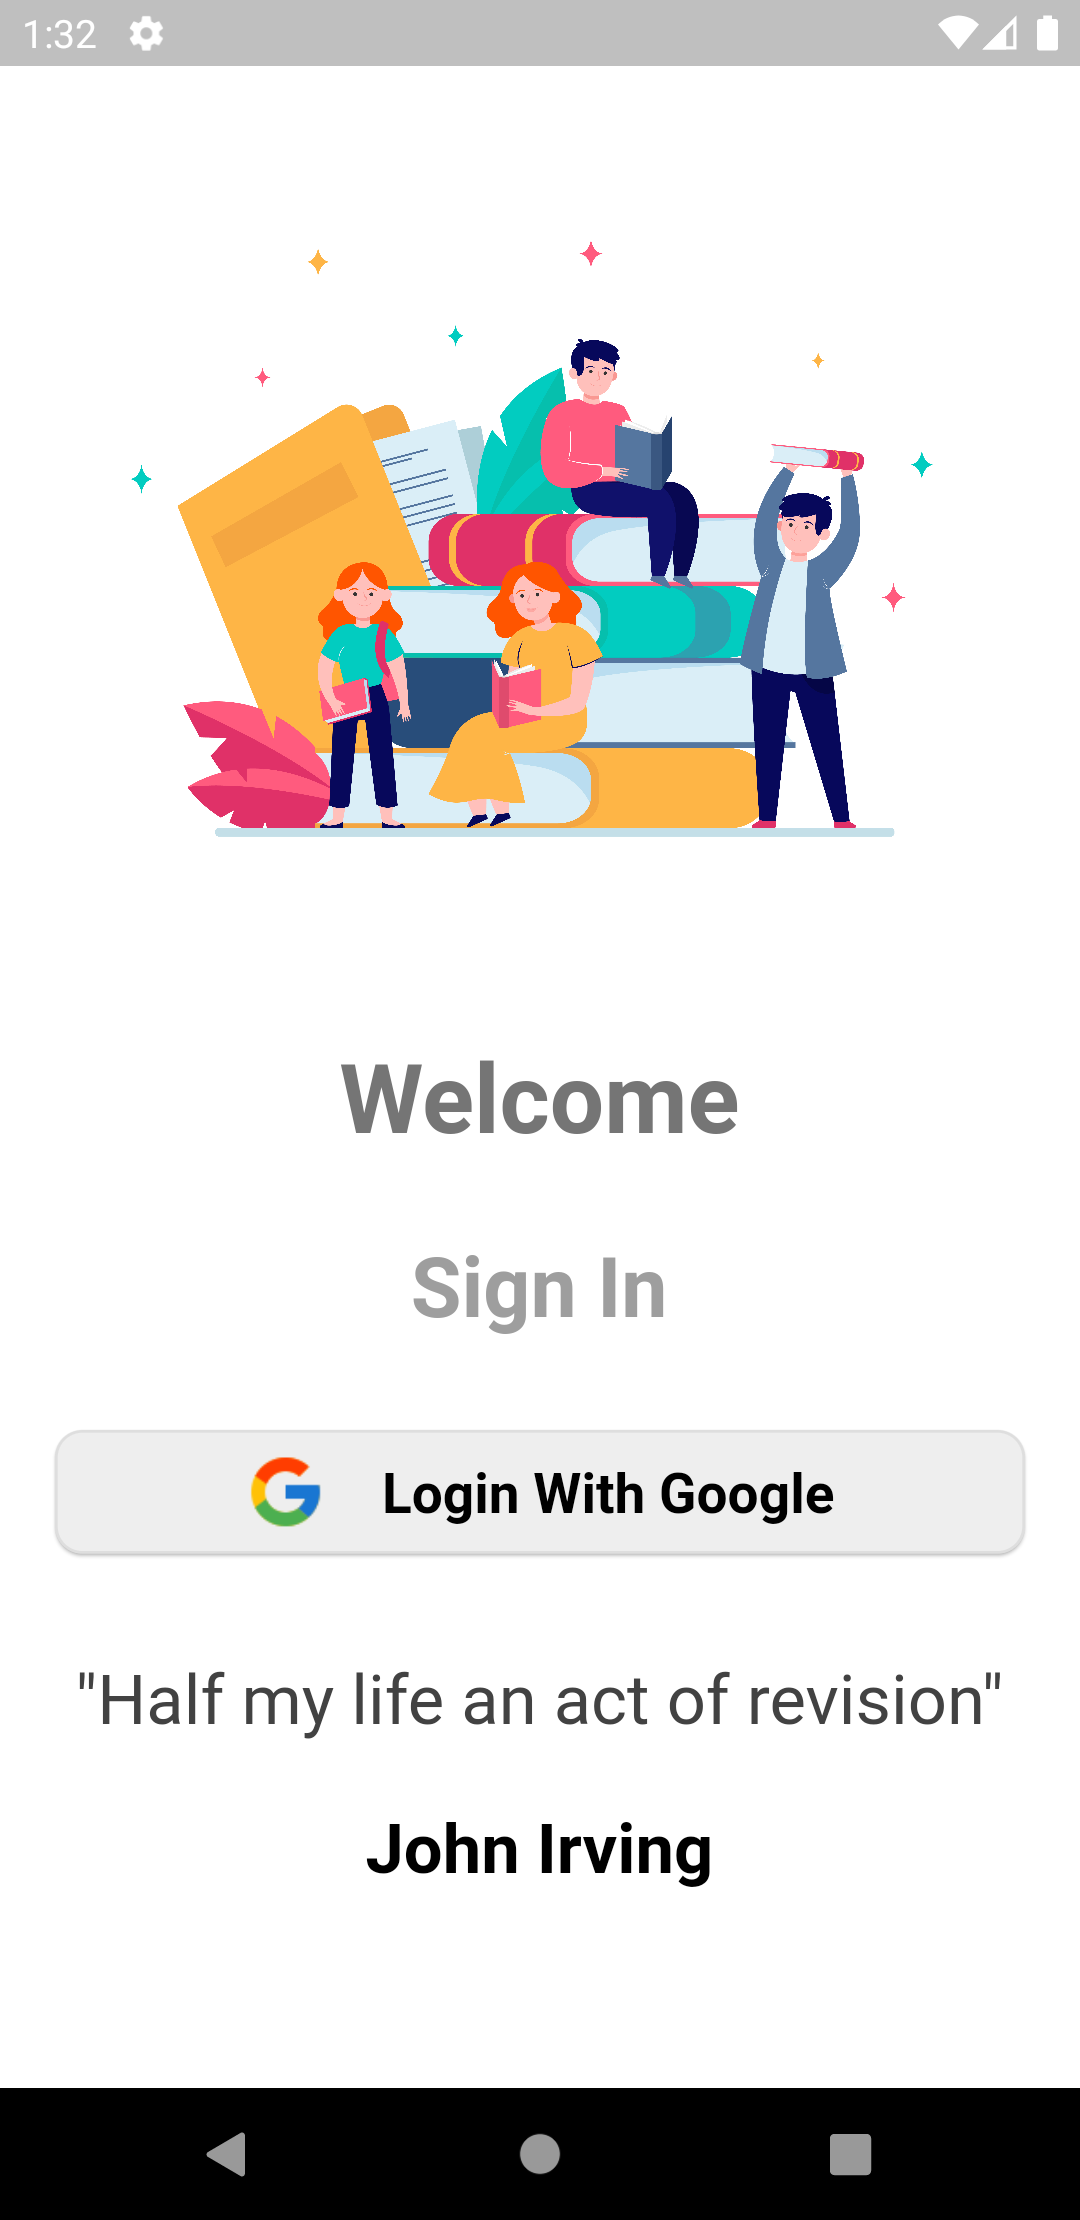 1:32
Welcome
Sign In
Login With Google
"Half my life an act of revision"
John Irving